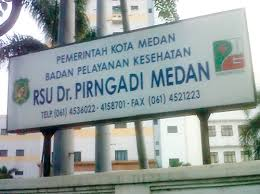 PEMERINTAH KOTA MEDAN
BADAN PELAYANAN KESEHATAN
RSU Dr. PIRNGADI MEDAN
TELP. (061) 4536022 - 4158701 - FAX (061) 4521223